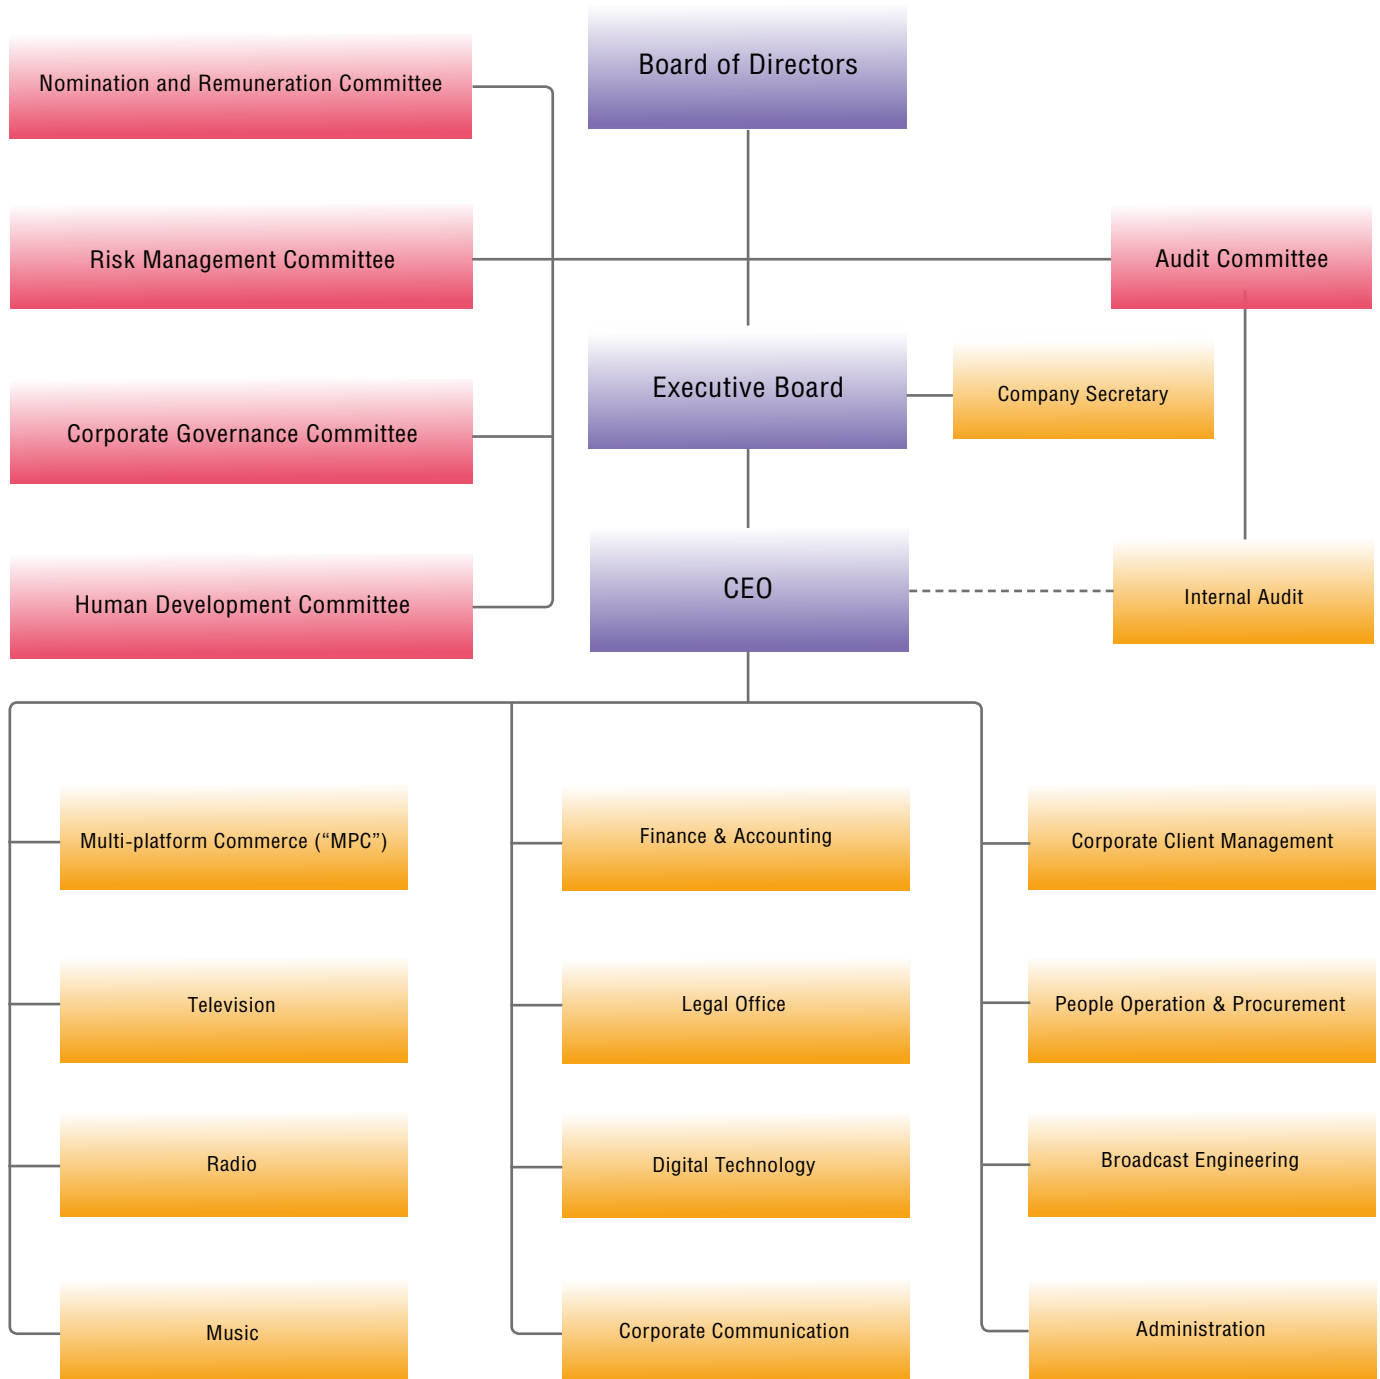 Board of Directors
Nomination and Remuneration Committee
Risk Management Committee
Audit Committee
Executive Board
Company Secretary
Corporate Governance Committee
CEO
Internal Audit
Human Development Committee
Multi-platform Commerce (“MPC”)
Television
Radio
Music
Finance & Accounting
Legal Office
Digital Technology
Corporate Communication
Corporate Client Management
People Operation & Procurement
Broadcast Engineering
Administration